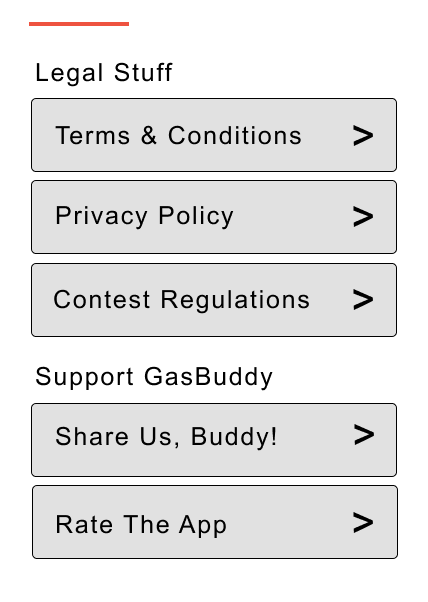 Legal Stuff
Terms & Conditions >
Privacy Policy >
Contest Regulations >
Support GasBuddy
Share Us, Buddy! >
Rate The App >